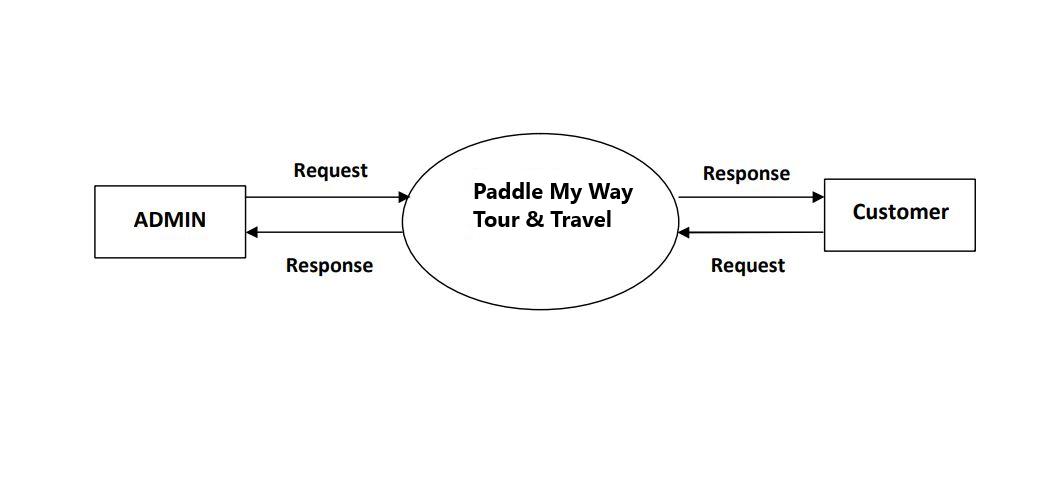 Request
Response
ADMIN
Paddle My Way
Tour & Travel
Customer
Response
Request